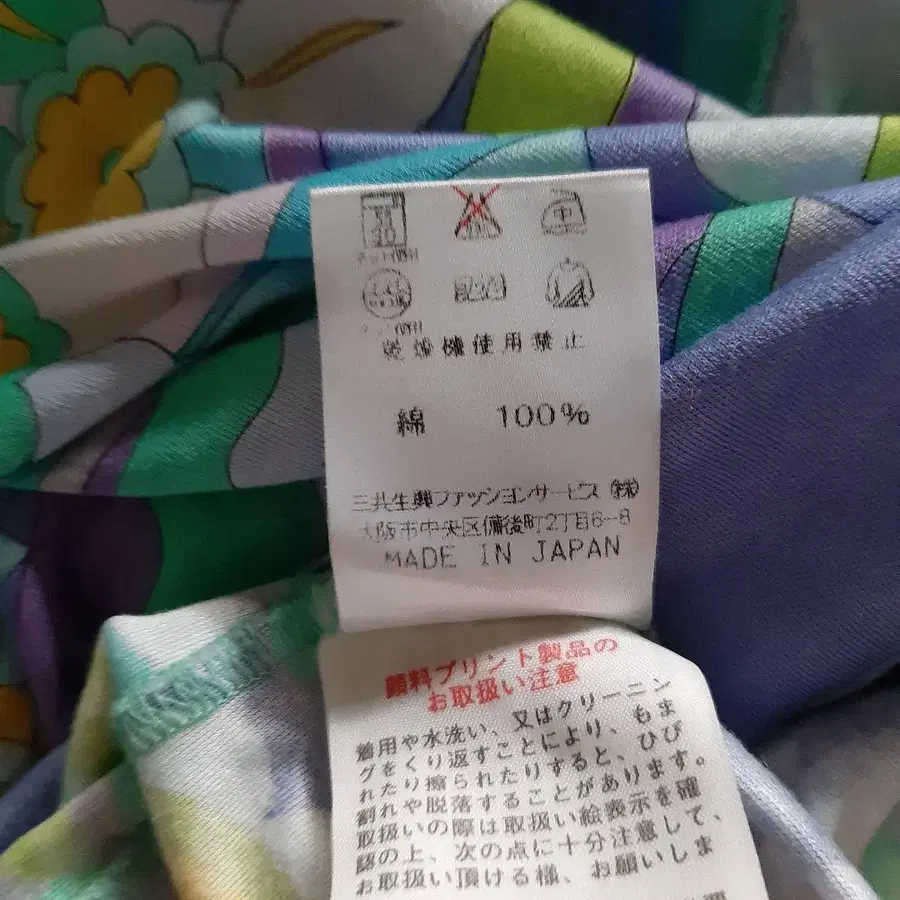 乾燥機使用禁止
綿 100%
三共生興ファッションサービス(株)
大阪市中央区備後町2丁目6-8
MADE IN JAPAN
顔料プリント製品の
お取扱い注意
着用や水洗い、又はクリーニン
グをくり返すことにより、もま
れたり擦られたりすると、ひび
割れや脱落することがあります。
取扱いの際は取扱い絵表示を確
認の上、次の点に十分注意して、
お取扱い頂ける様、お願いしま